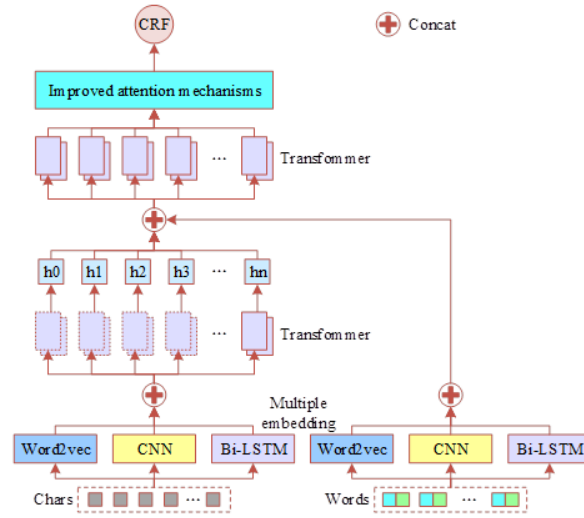 CRF
Concat
Improved attention mechanisms
...
Transfommer
h0 h1 h2 h3 ... hn
...
Transfommer
Multiple
embedding
Word2vec CNN Bi-LSTM Word2vec CNN Bi-LSTM
Chars ... Words ...